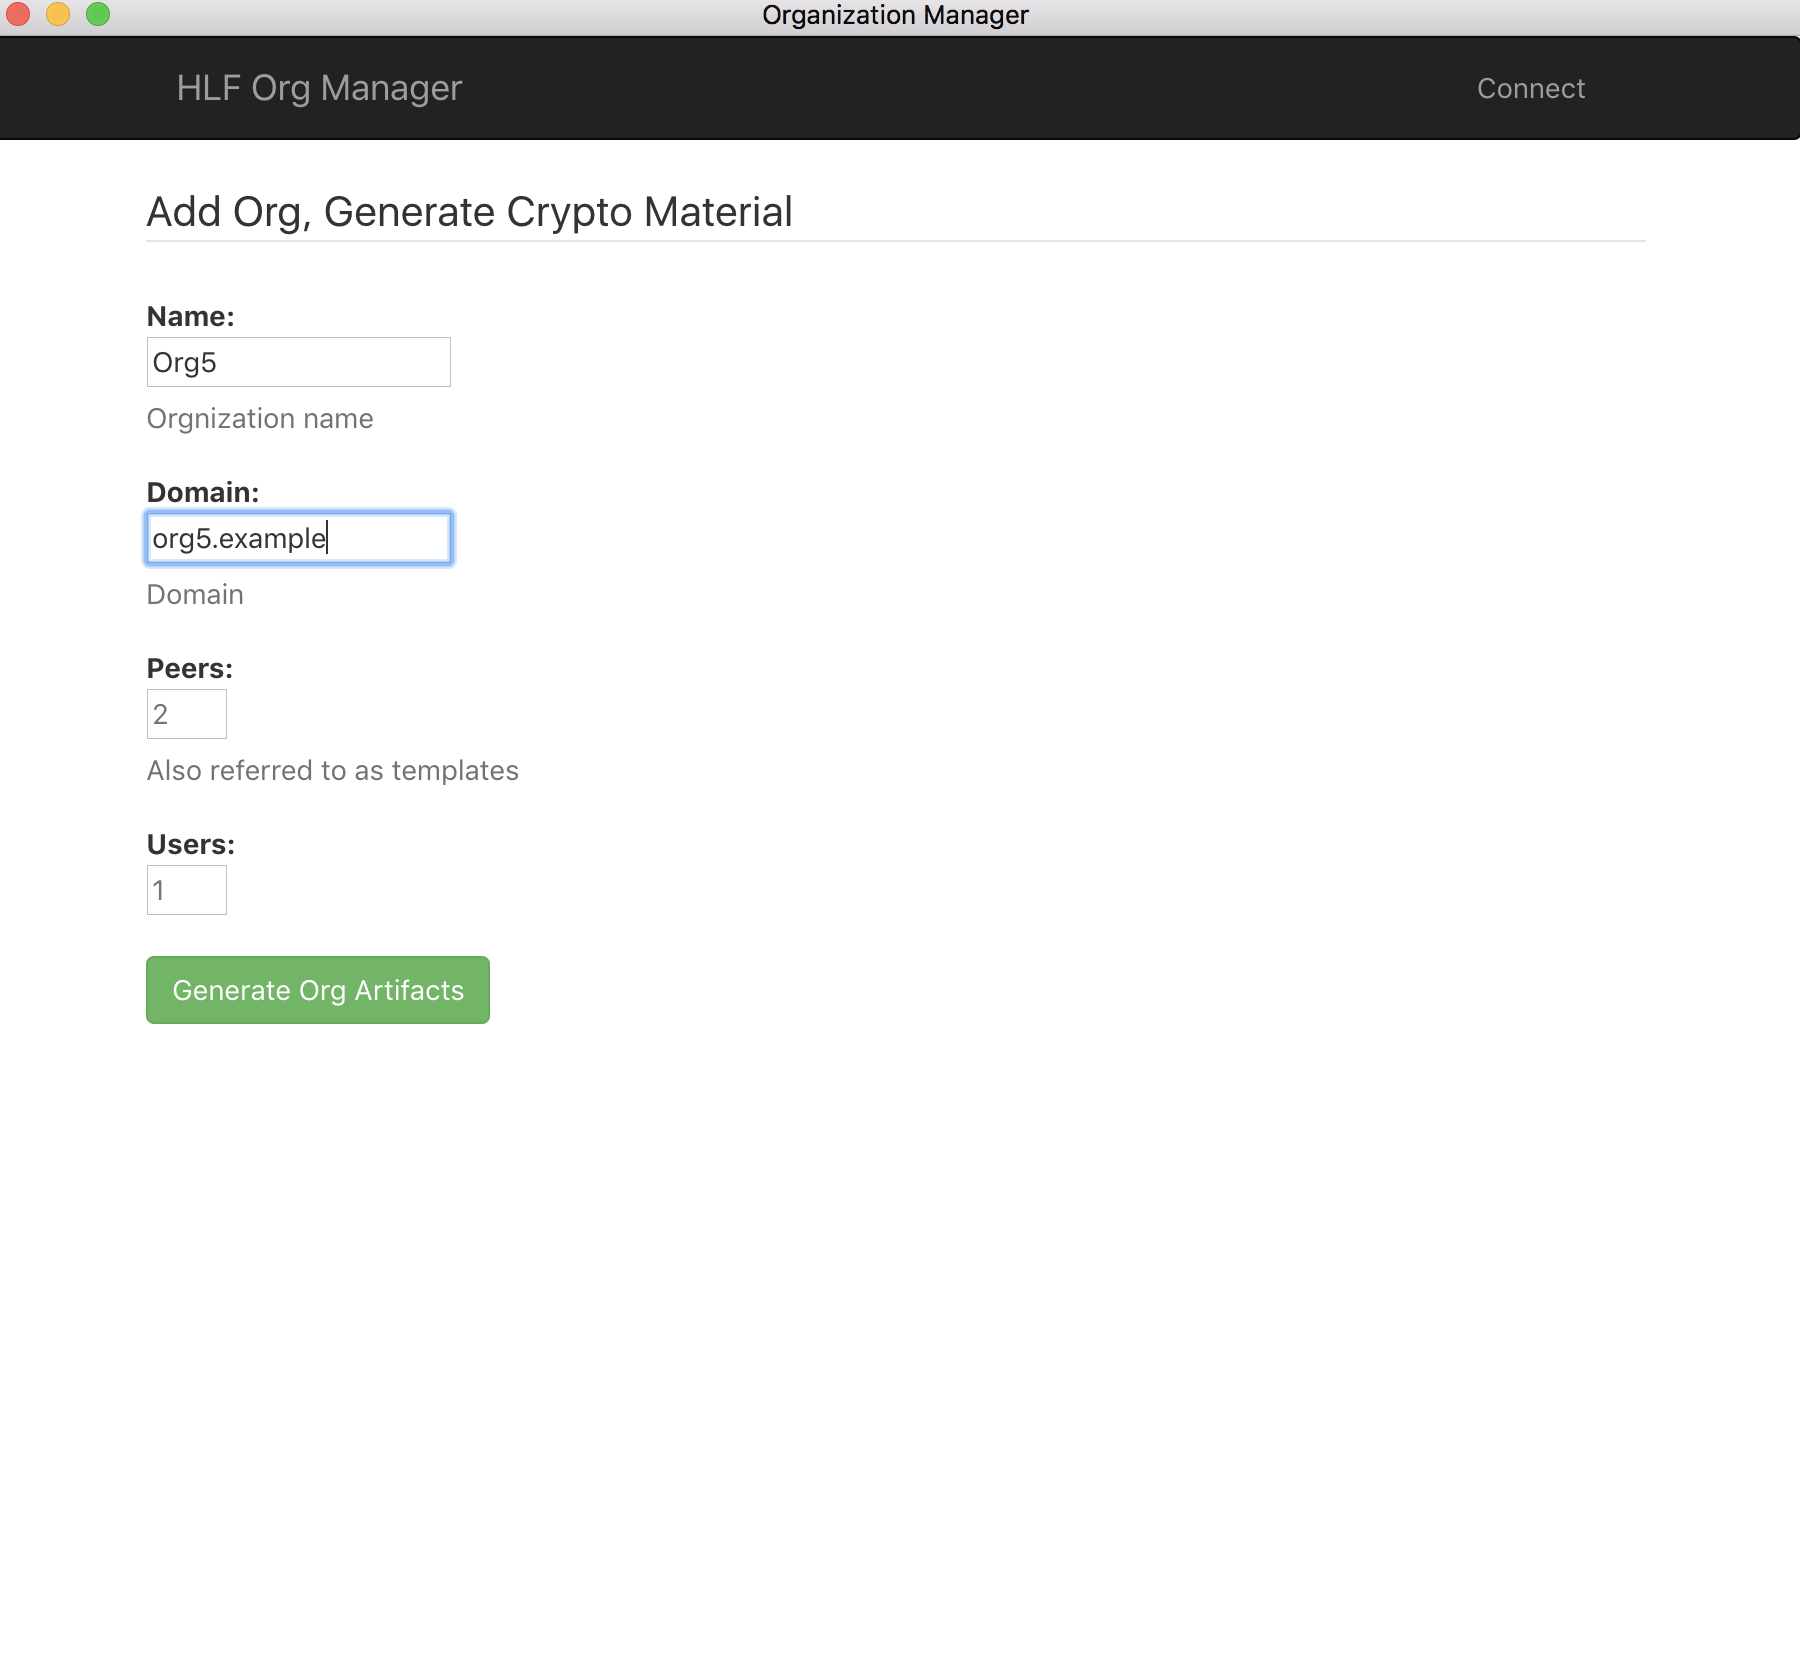 Organization Manager
HLF Org Manager
Connect
Add Org, Generate Crypto Material
Name:
Org5
Orgnization name
Domain:
org5.example
Domain
Peers:
2
Also referred to as templates
Users:
1
Generate Org Artifacts